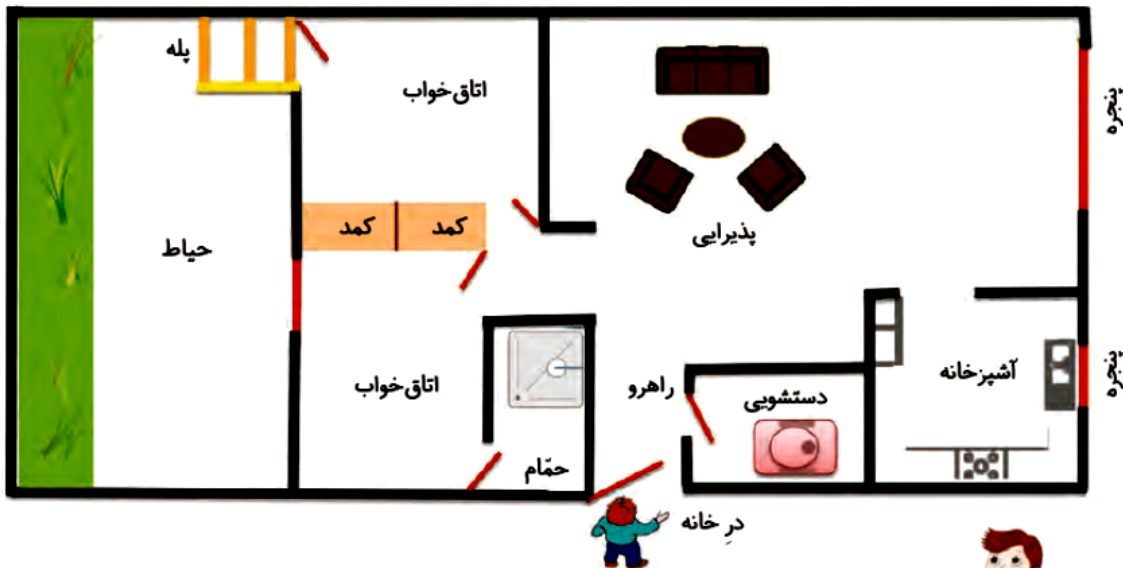 پله
اتاق‌خواب
پنجره
کمد
کمد
پذیرایی
حیاط
اتاق‌خواب
راهرو
دستشویی
آشپزخانه
پنجره
حمّام
درِ خانه